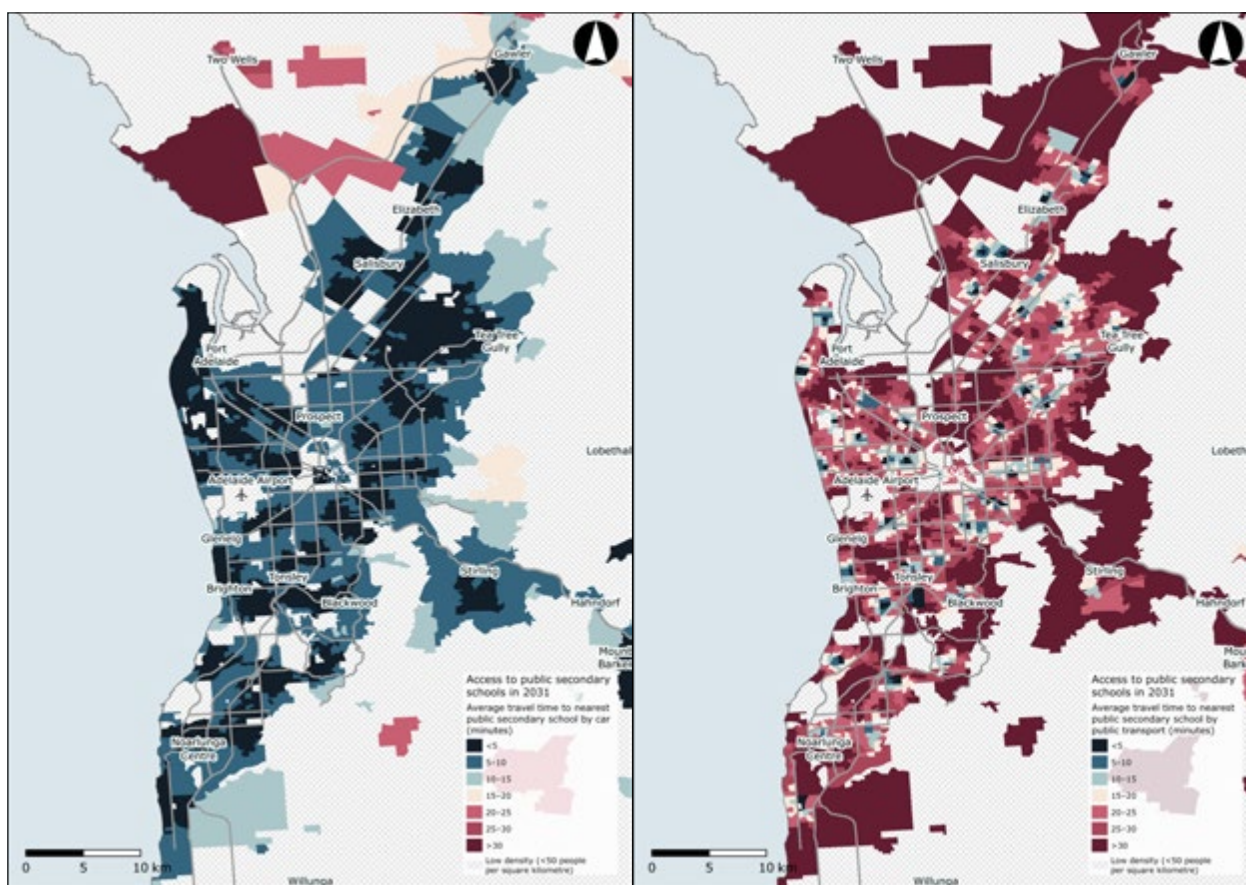 Two Wells
Gawler
Elizabeth
Salisbury
Tea Tree
Gully
Port
Adelaide
Prospect
Lobethal
Adelaide Airport
Glenelg
Tonsley
Stirling
Brighton
Blackwood
Hahndorf
Mount
Barker
Noarlunga
Centre
Willunga
Access to public secondary
schools in 2031
Average travel time to nearest
public secondary school by car
(minutes)
<5
5–10
10–15
15–20
20–25
25–30
>30
Low density (<50 people
per square kilometre)
0 5 10 km
Two Wells
Gawler
Elizabeth
Salisbury
Tea Tree
Gully
Port
Adelaide
Prospect
Lobethal
Adelaide Airport
Glenelg
Tonsley
Stirling
Brighton
Blackwood
Hahndorf
Mount
Barker
Noarlunga
Centre
Willunga
Access to public secondary
schools in 2031
Average travel time to nearest
public secondary school by
public transport (minutes)
<5
5–10
10–15
15–20
20–25
25–30
>30
Low density (<50 people
per square kilometre)
0 5 10 km